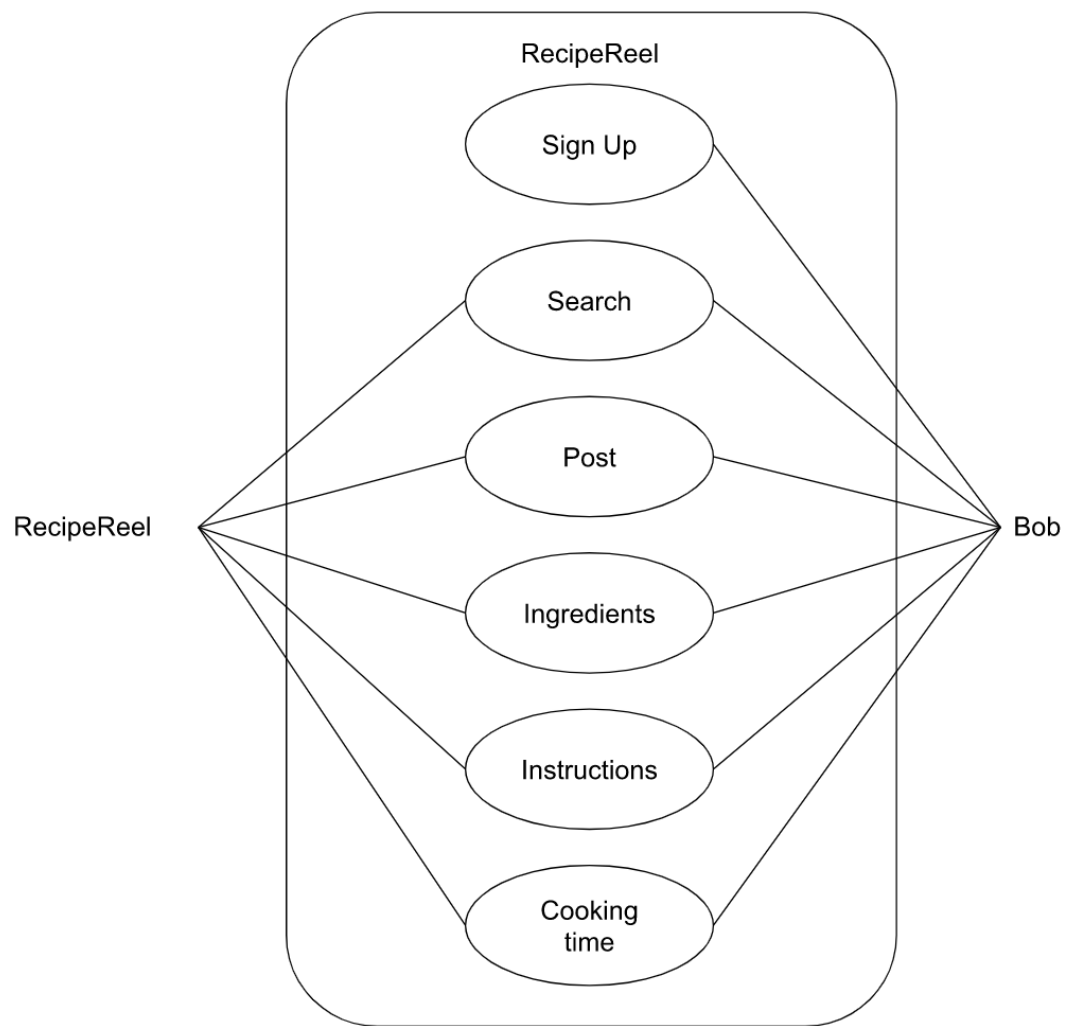 RecipeReel
Sign Up
Search
Post
RecipeReel
Bob
Ingredients
Instructions
Cooking
time